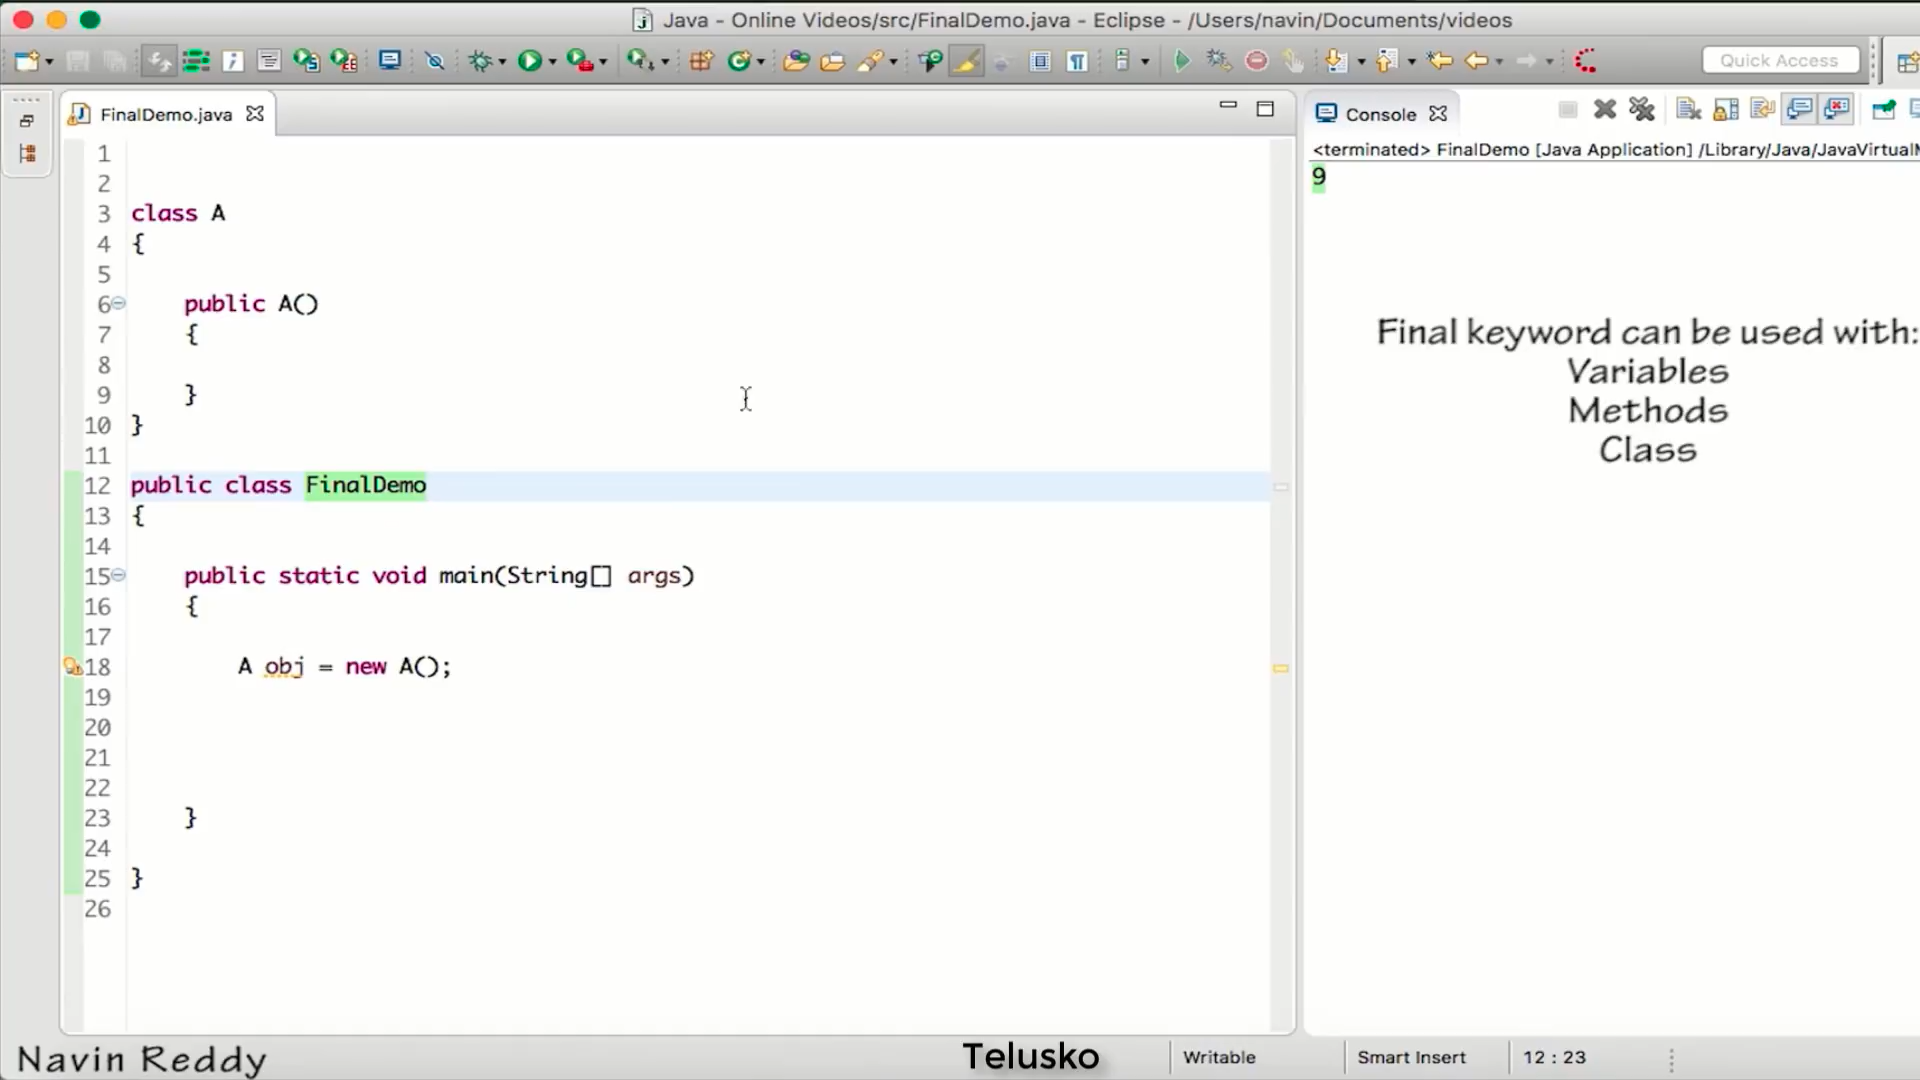 Java - Online Videos/src/FinalDemo.java - Eclipse - /Users/navin/Documents/videos
Quick Access
FinalDemo.java
1
2
3 class A
4 {
5
6 public A()
7 {
8
9 }
10 }
11
12 public class FinalDemo
13 {
14
15 public static void main(String[] args)
16 {
17
18 A obj = new A();
19
20
21
22
23 }
24
25 }
26
Console
<terminated> FinalDemo [Java Application] /Library/Java/JavaVirtualM
9
Final keyword can be used with:
Variables
Methods
Class
Navin Reddy
Telusko
Writable
Smart Insert
12 : 23